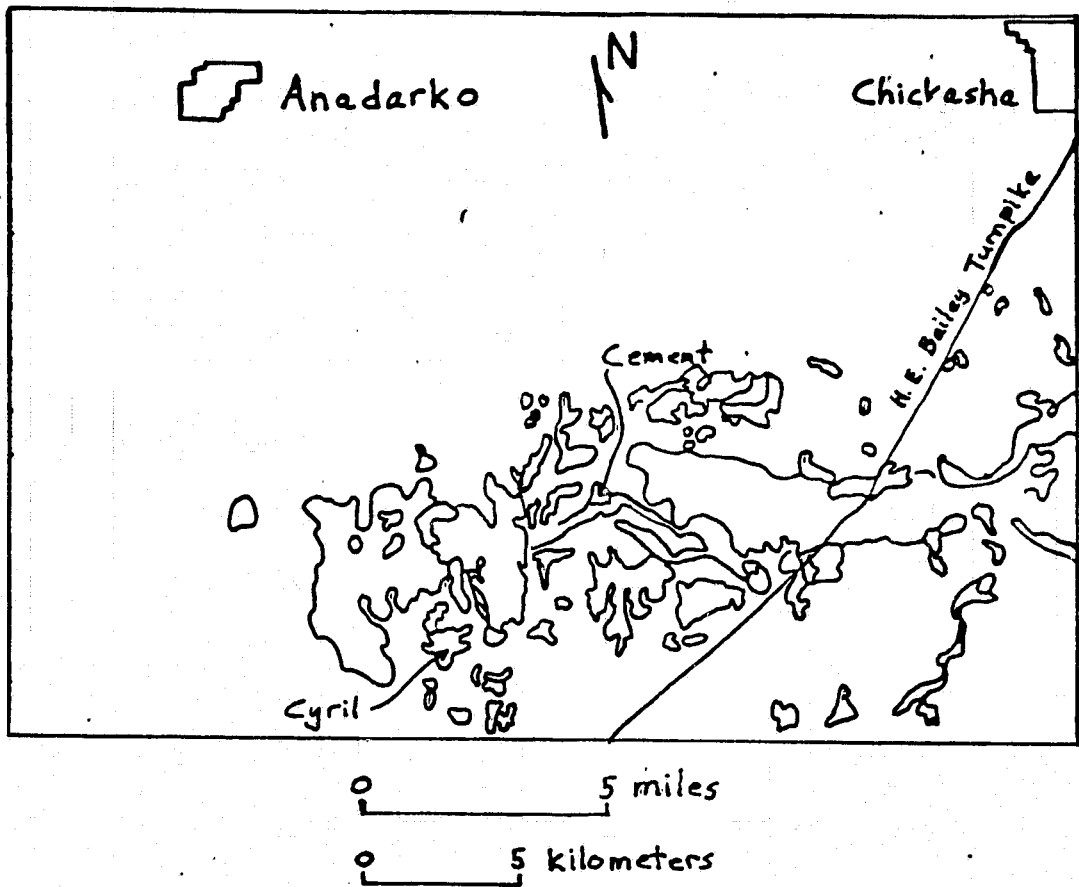 N
Anadarko
Chickasha
H. E. Bailey Turnpike
Cement
Cyril
0 5 miles
0 5 kilometers